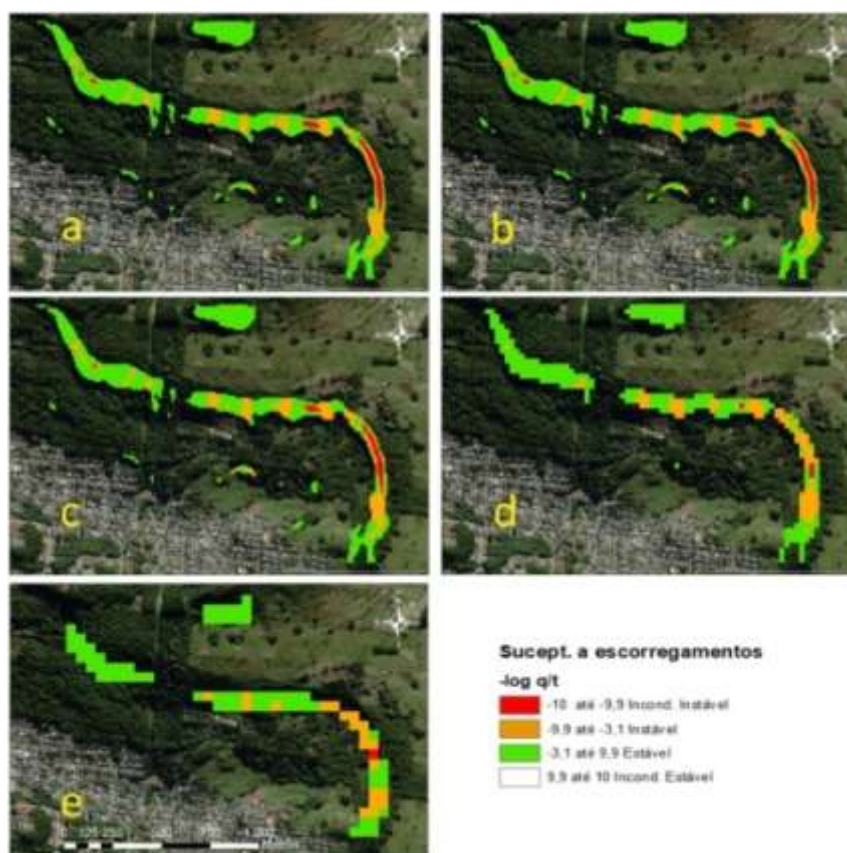 a
b
c
d
e
Sucept. a escorregamentos
-log q/t
-10 até -9,9 Incond. Instável
-9,9 até -3,1 Instável
-3,1 até 9,9 Estável
9,9 até 10 Incond. Estável
0